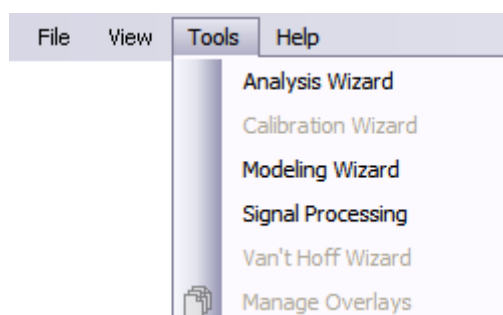 File View Tools Help
Analysis Wizard
Calibration Wizard
Modeling Wizard
Signal Processing
Van't Hoff Wizard
Manage Overlays